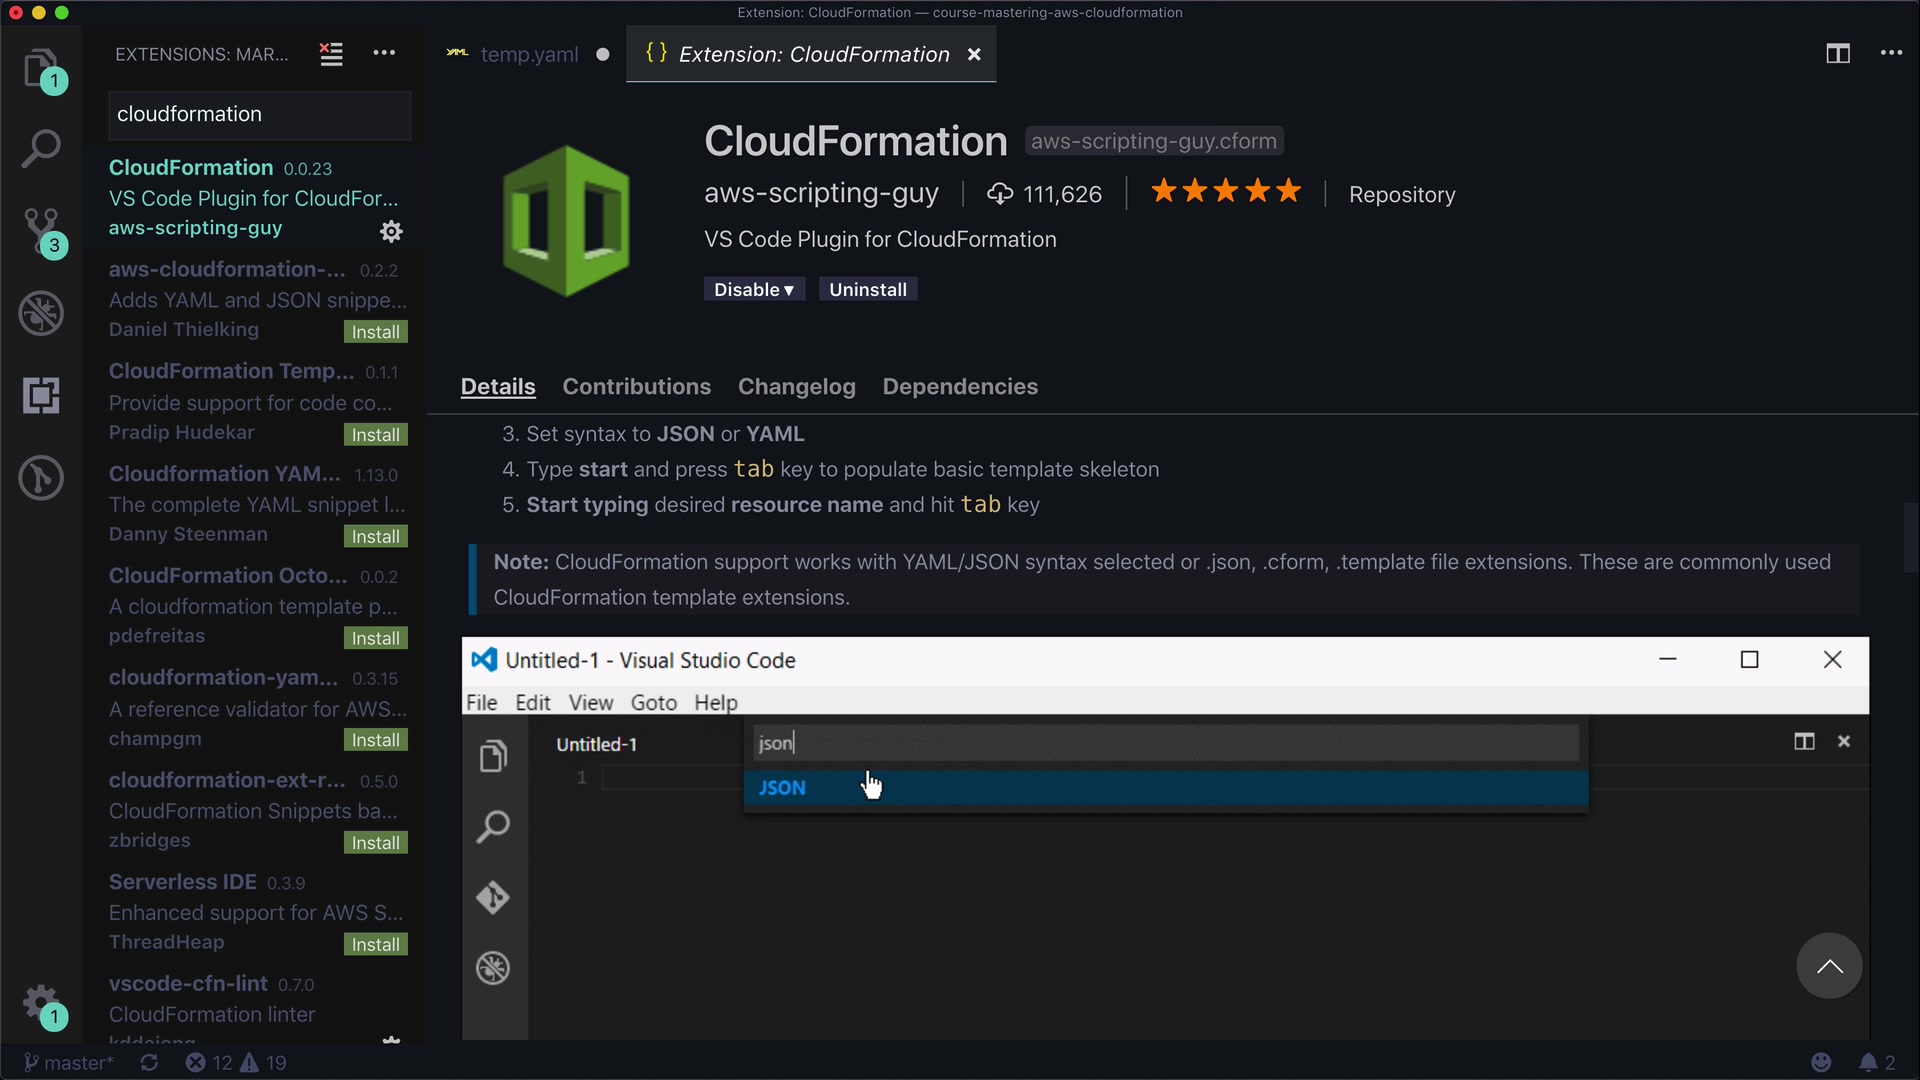 Extension: CloudFormation — course-mastering-aws-cloudformation
EXTENSIONS: MAR...
YAML temp.yaml
{} Extension: CloudFormation ×
1
cloudformation
CloudFormation 0.0.23
VS Code Plugin for CloudFor...
aws-scripting-guy
3
aws-cloudformation-... 0.2.2
Adds YAML and JSON snippe...
Daniel Thielking Install
CloudFormation Temp... 0.1.1
Provide support for code co...
Pradip Hudekar Install
Cloudformation YAM... 1.13.0
The complete YAML snippet l...
Danny Steenman Install
CloudFormation Octo... 0.0.2
A cloudformation template p...
pdefreitas Install
cloudformation-yam... 0.3.15
A reference validator for AWS...
champgm Install
cloudformation-ext-r... 0.5.0
CloudFormation Snippets ba...
zbridges Install
Serverless IDE 0.3.9
Enhanced support for AWS S...
ThreadHeap Install
vscode-cfn-lint 0.7.0
CloudFormation linter
kddejong
1
CloudFormation aws-scripting-guy.cform
aws-scripting-guy 111,626 Repository
VS Code Plugin for CloudFormation
Disable ▾ Uninstall
Details Contributions Changelog Dependencies
3. Set syntax to JSON or YAML
4. Type start and press tab key to populate basic template skeleton
5. Start typing desired resource name and hit tab key
Note: CloudFormation support works with YAML/JSON syntax selected or .json, .cform, .template file extensions. These are commonly used
CloudFormation template extensions.
Untitled-1 - Visual Studio Code
File Edit View Goto Help
Untitled-1
json
1
JSON
master* 12 19
2